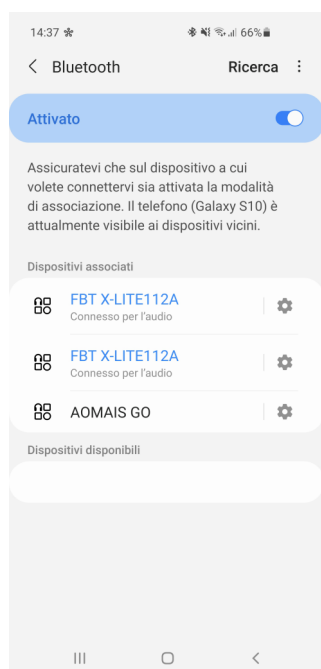 14:37
66%
Bluetooth Ricerca
Attivato
Assicuratevi che sul dispositivo a cui
volete connettervi sia attivata la modalità
di associazione. Il telefono (Galaxy S10) è
attualmente visibile ai dispositivi vicini.
Dispositivi associati
FBT X-LITE112A
Connesso per l'audio
FBT X-LITE112A
Connesso per l'audio
AOMAIS GO
Dispositivi disponibili